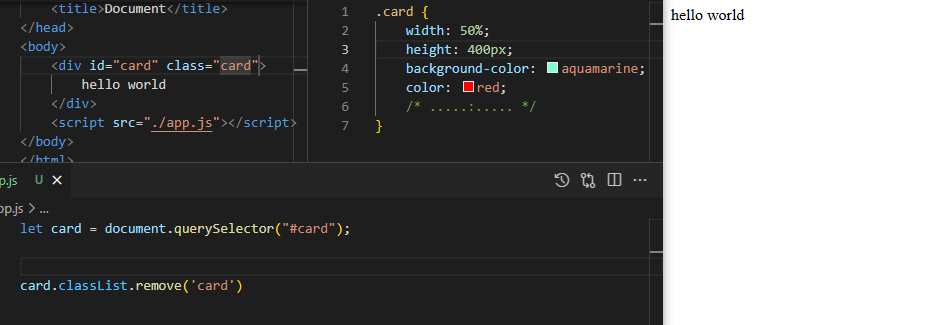 <title>Document</title>
</head>
<body>
<div id="card" class="card">
hello world
</div>
<script src="./app.js"></script>
</body>
</html>
1 .card {
2 width: 50%;
3 height: 400px;
4 background-color: aquamarine;
5 color: red;
6 /* .....:..... */
7 }
hello world
p.js U
pp.js > ...
let card = document.querySelector("#card");
card.classList.remove('card')